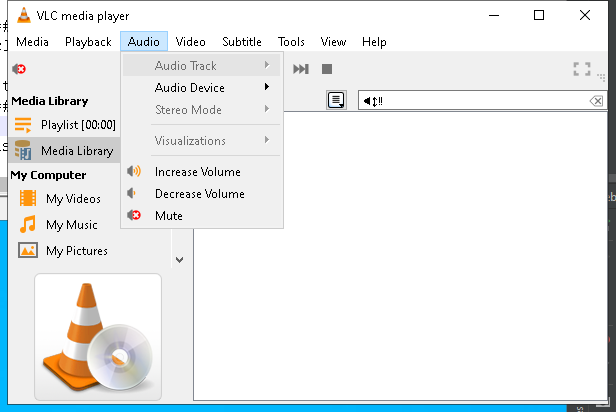 VLC media player
Media Playback Audio Video Subtitle Tools View Help
Audio Track
Audio Device
Stereo Mode
Visualizations
Increase Volume
Decrease Volume
Mute
◄↕‼
Media Library
Playlist [00:00]
Media Library
My Computer
My Videos
My Music
My Pictures